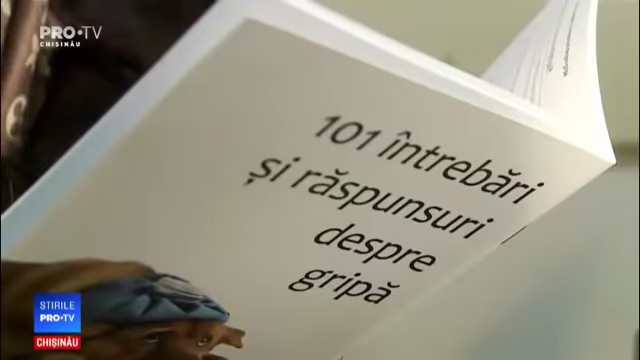 PRO•TV
CHIȘINĂU
101 întrebări
și răspunsuri
despre
gripă
ȘTIRILE
PRO•TV
CHIȘINĂU